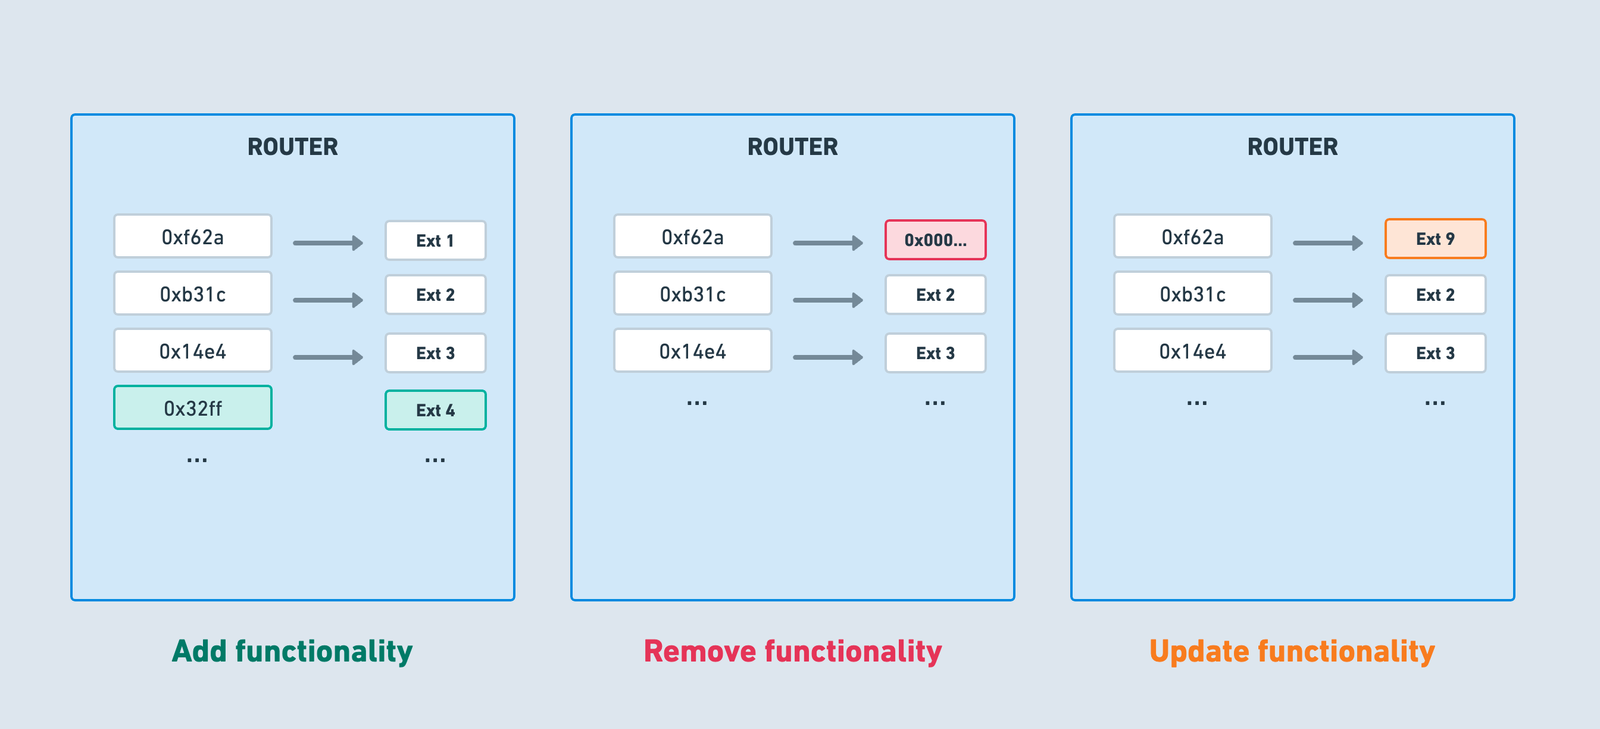 ROUTER
0xf62a
Ext 1
0xb31c
Ext 2
0x14e4
Ext 3
0x32ff
Ext 4
...
...
Add functionality
ROUTER
0xf62a
0x000...
0xb31c
Ext 2
0x14e4
Ext 3
...
...
Remove functionality
ROUTER
0xf62a
Ext 9
0xb31c
Ext 2
0x14e4
Ext 3
...
...
Update functionality